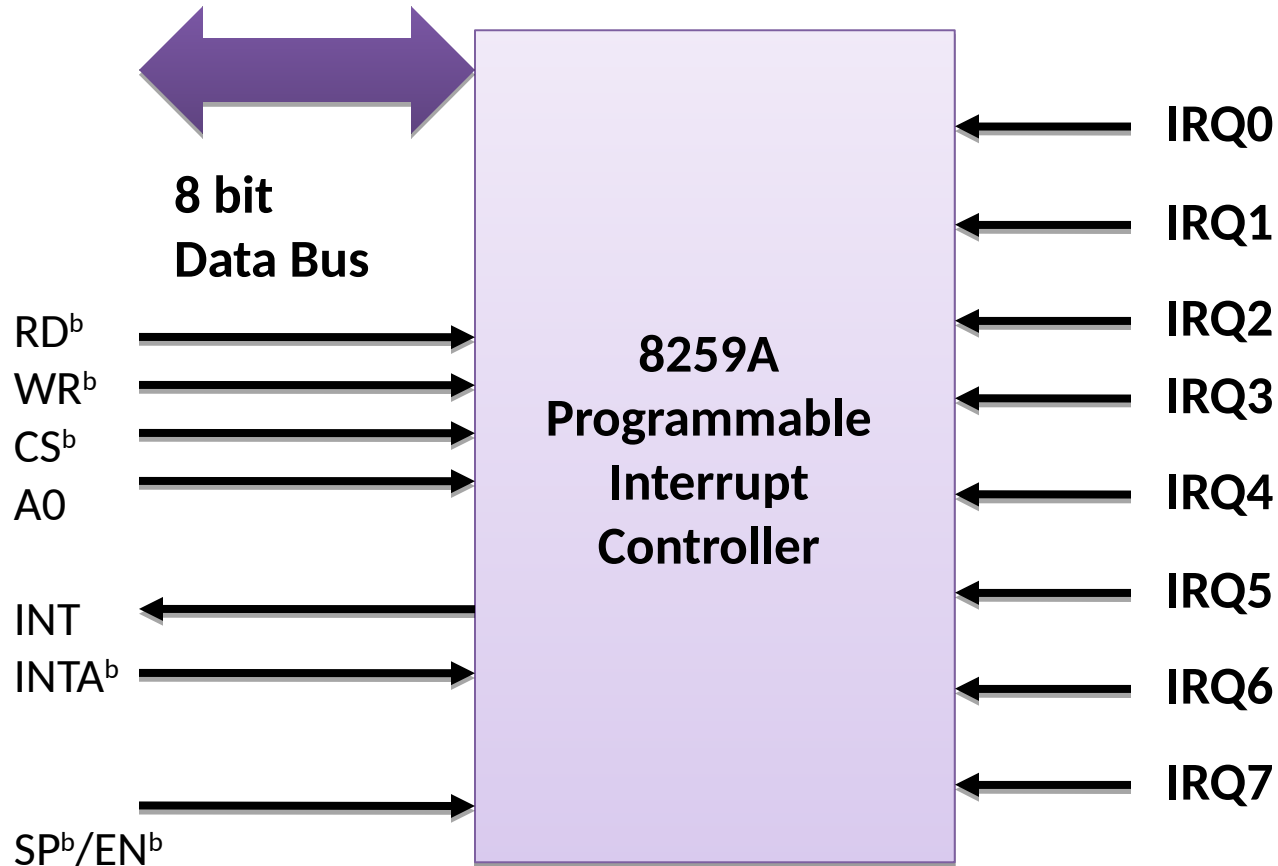 8 bit
Data Bus
RDᵇ
WRᵇ
CSᵇ
A0
INT
INTAᵇ
SPᵇ/ENᵇ
8259A
Programmable
Interrupt
Controller
IRQ0
IRQ1
IRQ2
IRQ3
IRQ4
IRQ5
IRQ6
IRQ7